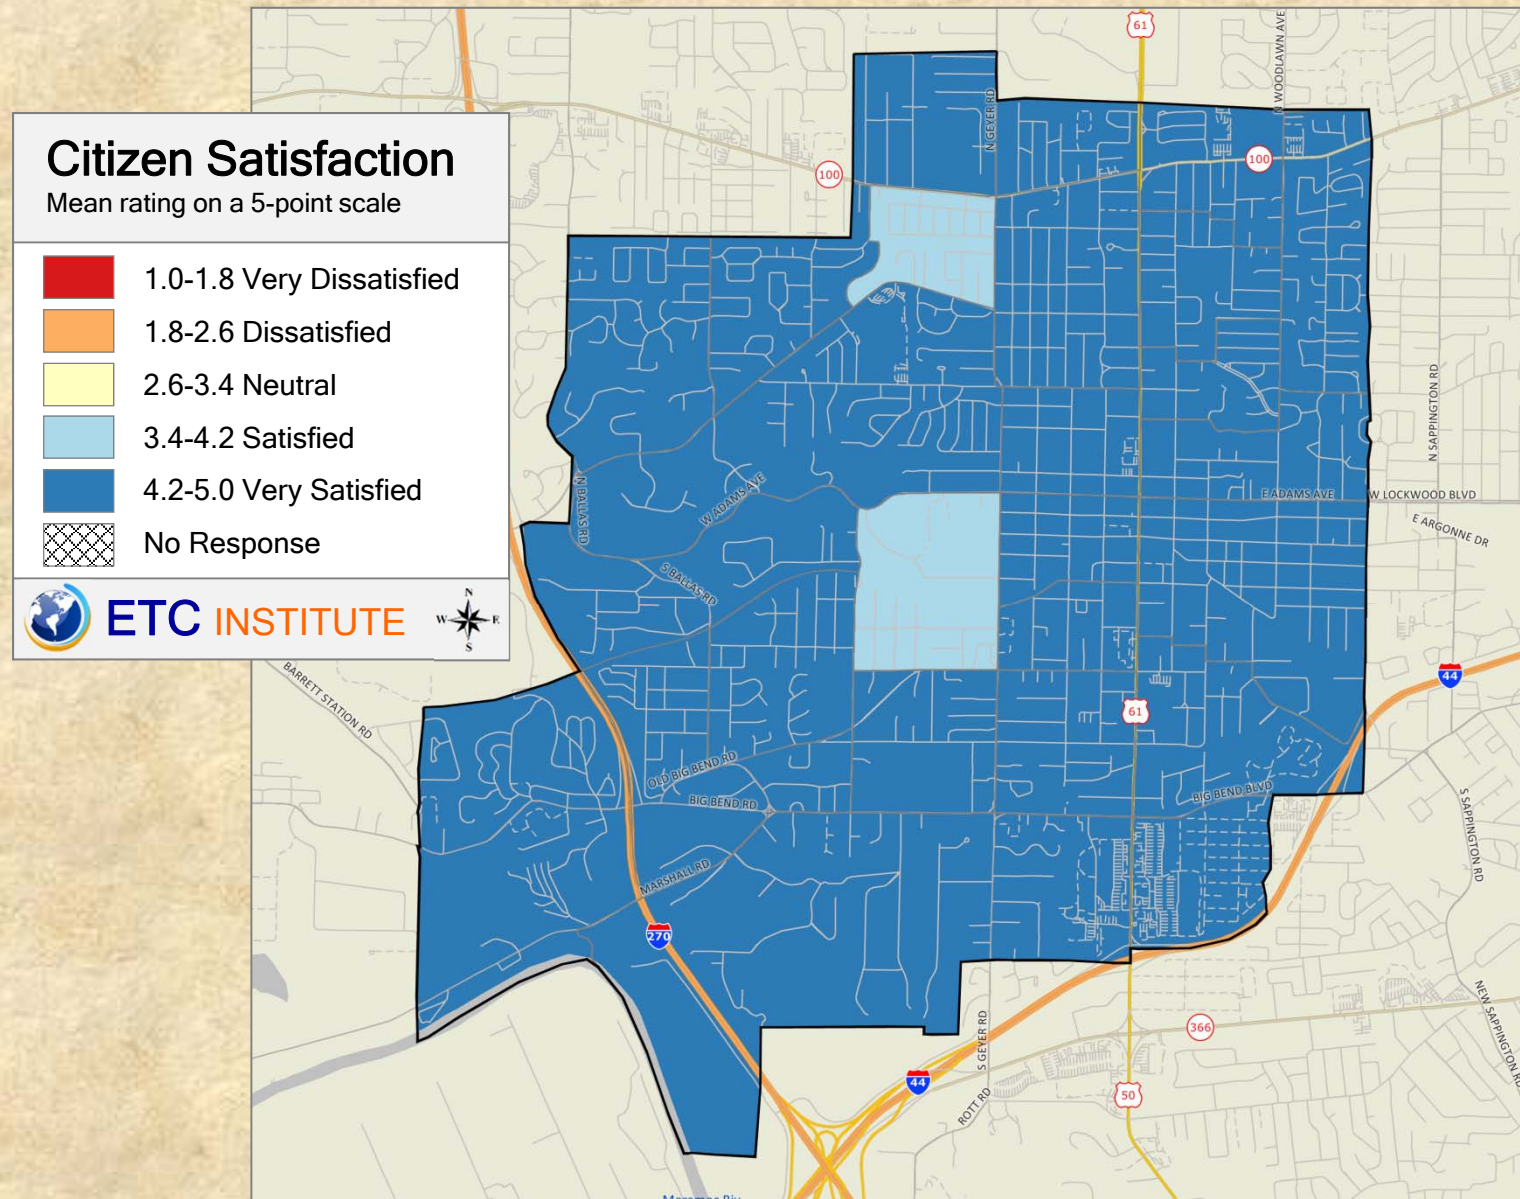 Citizen Satisfaction
Mean rating on a 5-point scale
1.0-1.8 Very Dissatisfied
1.8-2.6 Dissatisfied
2.6-3.4 Neutral
3.4-4.2 Satisfied
4.2-5.0 Very Satisfied
No Response
ETC INSTITUTE
N
W E
S
61
N WOODLAWN AVE
N GEYER RD
100
100
N SAPPINGTON RD
N BALLAS RD
W ADAMS AVE
E ADAMS AVE
W LOCKWOOD BLVD
E ARGONNE DR
S BALLAS RD
BARRETT STATION RD
44
61
OLD BIG BEND RD
BIG BEND RD
BIG BEND BLVD
S SAPPINGTON RD
MARSHALL RD
270
NEW SAPPINGTON RD
S GEYER RD
366
44
50
ROTT RD